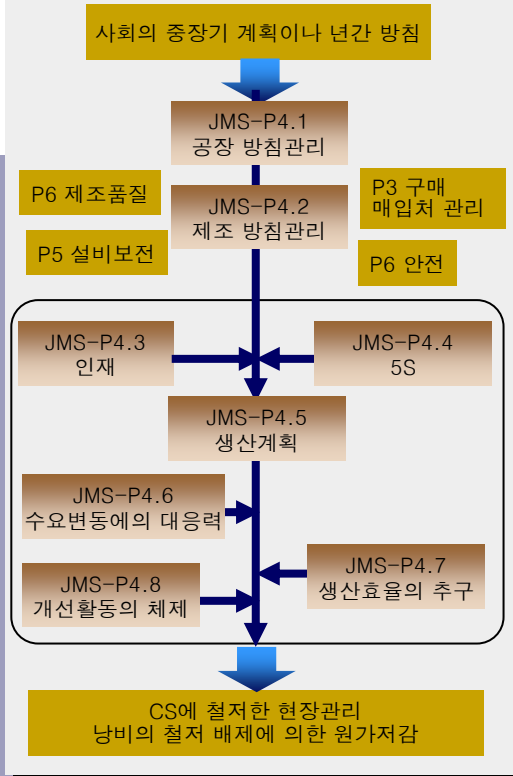 사회의 중장기 계획이나 년간 방침
JMS-P4.1
공장 방침관리
P6 제조품질
JMS-P4.2
제조 방침관리
P3 구매
매입처 관리
P5 설비보전
P6 안전
JMS-P4.3
인재
JMS-P4.4
5S
JMS-P4.5
생산계획
JMS-P4.6
수요변동에의 대응력
JMS-P4.7
생산효율의 추구
JMS-P4.8
개선활동의 체제
CS에 철저한 현장관리
낭비의 철저 배제에 의한 원가저감